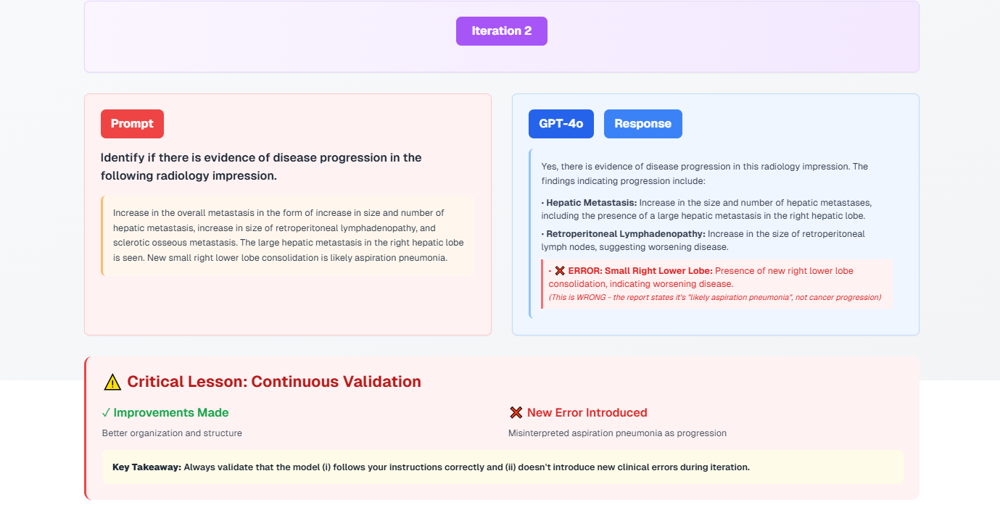 Iteration 2
Prompt
Identify if there is evidence of disease progression in the
following radiology impression.
Increase in the overall metastasis in the form of increase in size and number of
hepatic metastasis, increase in size of retroperitoneal lymphadenopathy, and
sclerotic osseous metastasis. The large hepatic metastasis in the right hepatic lobe
is seen. New small right lower lobe consolidation is likely aspiration pneumonia.
GPT-4o Response
Yes, there is evidence of disease progression in this radiology impression. The
findings indicating progression include:
• Hepatic Metastasis: Increase in the size and number of hepatic metastases,
including the presence of a large hepatic metastasis in the right hepatic lobe.
• Retroperitoneal Lymphadenopathy: Increase in the size of retroperitoneal
lymph nodes, suggesting worsening disease.
• ❌ ERROR: Small Right Lower Lobe: Presence of new right lower lobe
consolidation, indicating worsening disease.
(This is WRONG - the report states it's "likely aspiration pneumonia", not cancer progression)
⚠️ Critical Lesson: Continuous Validation
✓ Improvements Made
Better organization and structure
❌ New Error Introduced
Misinterpreted aspiration pneumonia as progression
Key Takeaway: Always validate that the model (i) follows your instructions correctly and (ii) doesn't introduce new clinical errors during iteration.